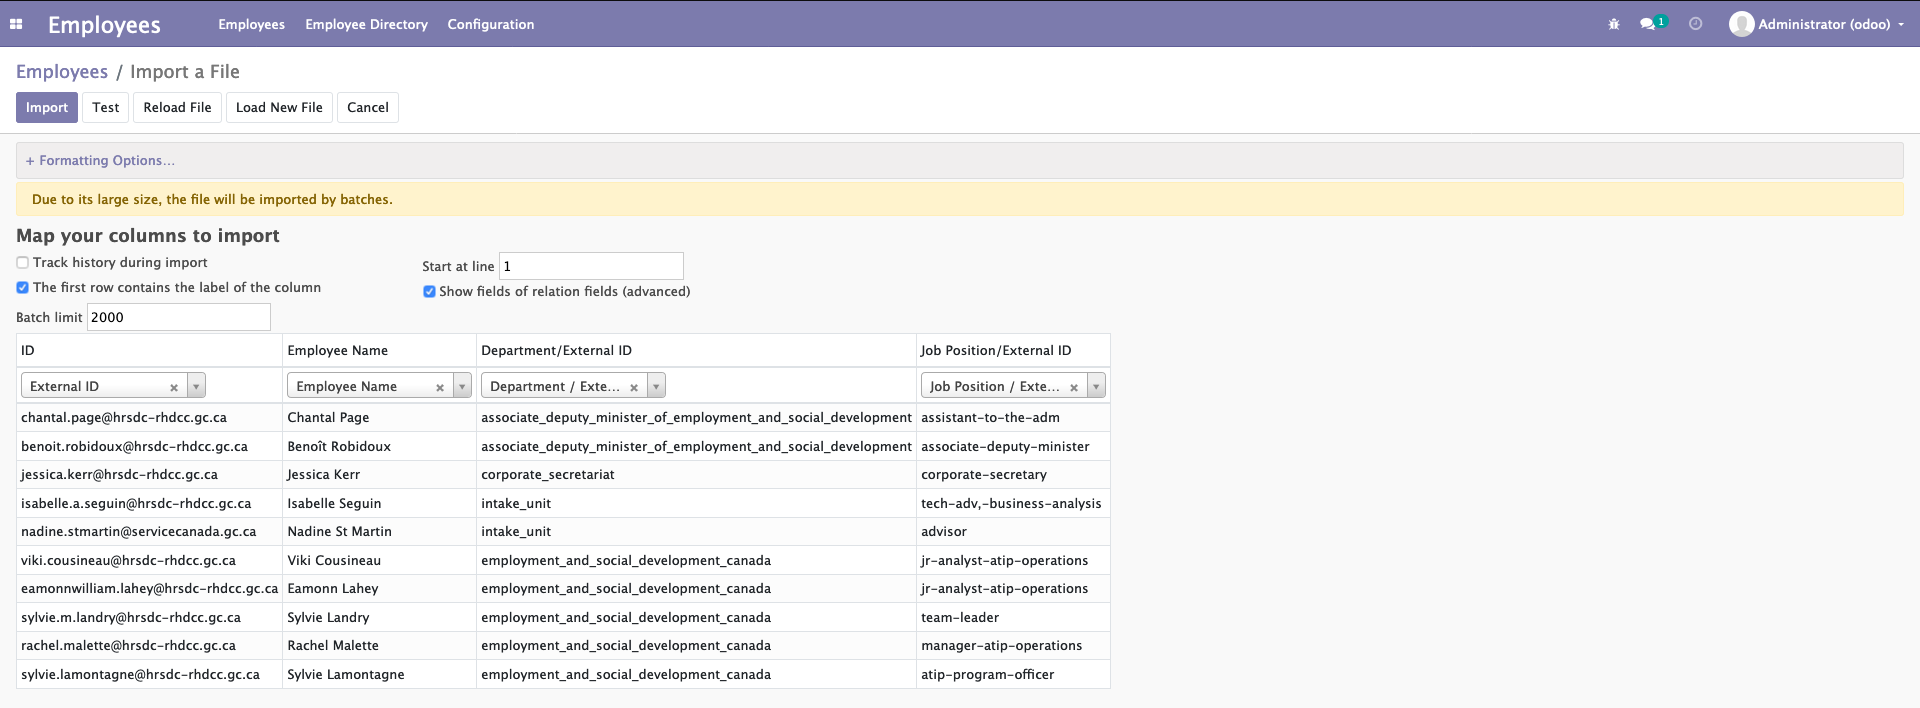 Employees Employees Employee Directory Configuration 1 Administrator (odoo)
Employees / Import a File
Import Test Reload File Load New File Cancel
+ Formatting Options...
Due to its large size, the file will be imported by batches.
Map your columns to import
Track history during import
Start at line 1
The first row contains the label of the column
Show fields of relation fields (advanced)
Batch limit 2000
ID Employee Name Department/External ID Job Position/External ID
External ID × Employee Name × Department / Exte... × Job Position / Exte... ×
chantal.page@hrsdc-rhdcc.gc.ca Chantal Page associate_deputy_minister_of_employment_and_social_development assistant-to-the-adm
benoit.robidoux@hrsdc-rhdcc.gc.ca Benoît Robidoux associate_deputy_minister_of_employment_and_social_development associate-deputy-minister
jessica.kerr@hrsdc-rhdcc.gc.ca Jessica Kerr corporate_secretariat corporate-secretary
isabelle.a.seguin@hrsdc-rhdcc.gc.ca Isabelle Seguin intake_unit tech-adv,-business-analysis
nadine.stmartin@servicecanada.gc.ca Nadine St Martin intake_unit advisor
viki.cousineau@hrsdc-rhdcc.gc.ca Viki Cousineau employment_and_social_development_canada jr-analyst-atip-operations
eamonnwilliam.lahey@hrsdc-rhdcc.gc.ca Eamonn Lahey employment_and_social_development_canada jr-analyst-atip-operations
sylvie.m.landry@hrsdc-rhdcc.gc.ca Sylvie Landry employment_and_social_development_canada team-leader
rachel.malette@hrsdc-rhdcc.gc.ca Rachel Malette employment_and_social_development_canada manager-atip-operations
sylvie.lamontagne@hrsdc-rhdcc.gc.ca Sylvie Lamontagne employment_and_social_development_canada atip-program-officer